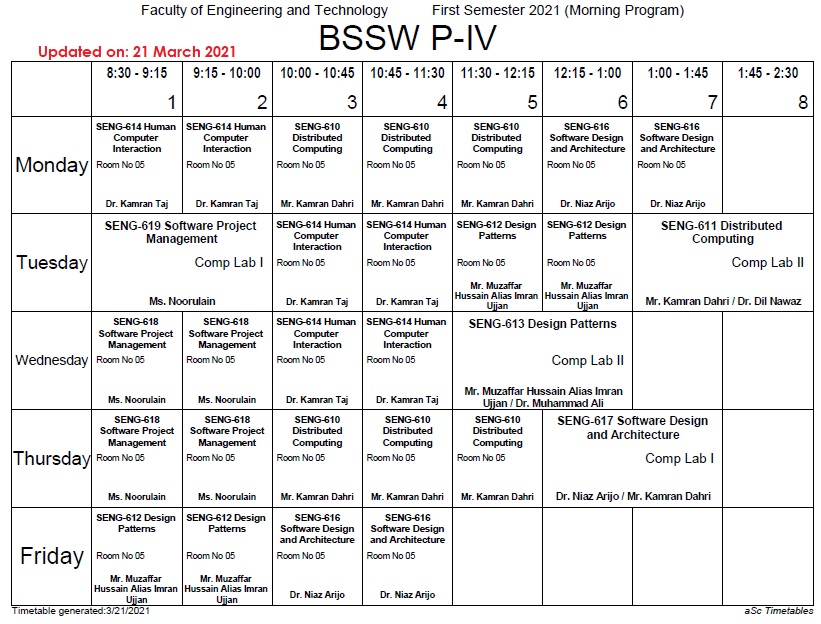 Faculty of Engineering and Technology First Semester 2021 (Morning Program)
BSSW P-IV
Updated on: 21 March 2021
8:30 - 9:15 9:15 - 10:00 10:00 - 10:45 10:45 - 11:30 11:30 - 12:15 12:15 - 1:00 1:00 - 1:45 1:45 - 2:30
1 2 3 4 5 6 7 8
Monday
SENG-614 Human
Computer
Interaction
Room No 05
Dr. Kamran Taj
SENG-614 Human
Computer
Interaction
Room No 05
Dr. Kamran Taj
SENG-610
Distributed
Computing
Room No 05
Mr. Kamran Dahri
SENG-610
Distributed
Computing
Room No 05
Mr. Kamran Dahri
SENG-610
Distributed
Computing
Room No 05
Mr. Kamran Dahri
SENG-616
Software Design
and Architecture
Room No 05
Dr. Niaz Arijo
SENG-616
Software Design
and Architecture
Room No 05
Dr. Niaz Arijo
Tuesday
SENG-619 Software Project
Management
Comp Lab I
Ms. Noorulain
SENG-614 Human
Computer
Interaction
Room No 05
Dr. Kamran Taj
SENG-614 Human
Computer
Interaction
Room No 05
Dr. Kamran Taj
SENG-612 Design
Patterns
Room No 05
Mr. Muzaffar
Hussain Alias Imran
Ujjan
SENG-612 Design
Patterns
Room No 05
Mr. Muzaffar
Hussain Alias Imran
Ujjan
SENG-611 Distributed
Computing
Comp Lab II
Mr. Kamran Dahri / Dr. Dil Nawaz
Wednesday
SENG-618
Software Project
Management
Room No 05
Ms. Noorulain
SENG-618
Software Project
Management
Room No 05
Ms. Noorulain
SENG-614 Human
Computer
Interaction
Room No 05
Dr. Kamran Taj
SENG-614 Human
Computer
Interaction
Room No 05
Dr. Kamran Taj
SENG-613 Design Patterns
Comp Lab II
Mr. Muzaffar Hussain Alias Imran
Ujjan / Dr. Muhammad Ali
Thursday
SENG-618
Software Project
Management
Room No 05
Ms. Noorulain
SENG-618
Software Project
Management
Room No 05
Ms. Noorulain
SENG-610
Distributed
Computing
Room No 05
Mr. Kamran Dahri
SENG-610
Distributed
Computing
Room No 05
Mr. Kamran Dahri
SENG-610
Distributed
Computing
Room No 05
Mr. Kamran Dahri
SENG-617 Software Design
and Architecture
Comp Lab I
Dr. Niaz Arijo / Mr. Kamran Dahri
Friday
SENG-612 Design
Patterns
Room No 05
Mr. Muzaffar
Hussain Alias Imran
Ujjan
SENG-612 Design
Patterns
Room No 05
Mr. Muzaffar
Hussain Alias Imran
Ujjan
SENG-616
Software Design
and Architecture
Room No 05
Dr. Niaz Arijo
SENG-616
Software Design
and Architecture
Room No 05
Dr. Niaz Arijo
Timetable generated:3/21/2021 aSc Timetables